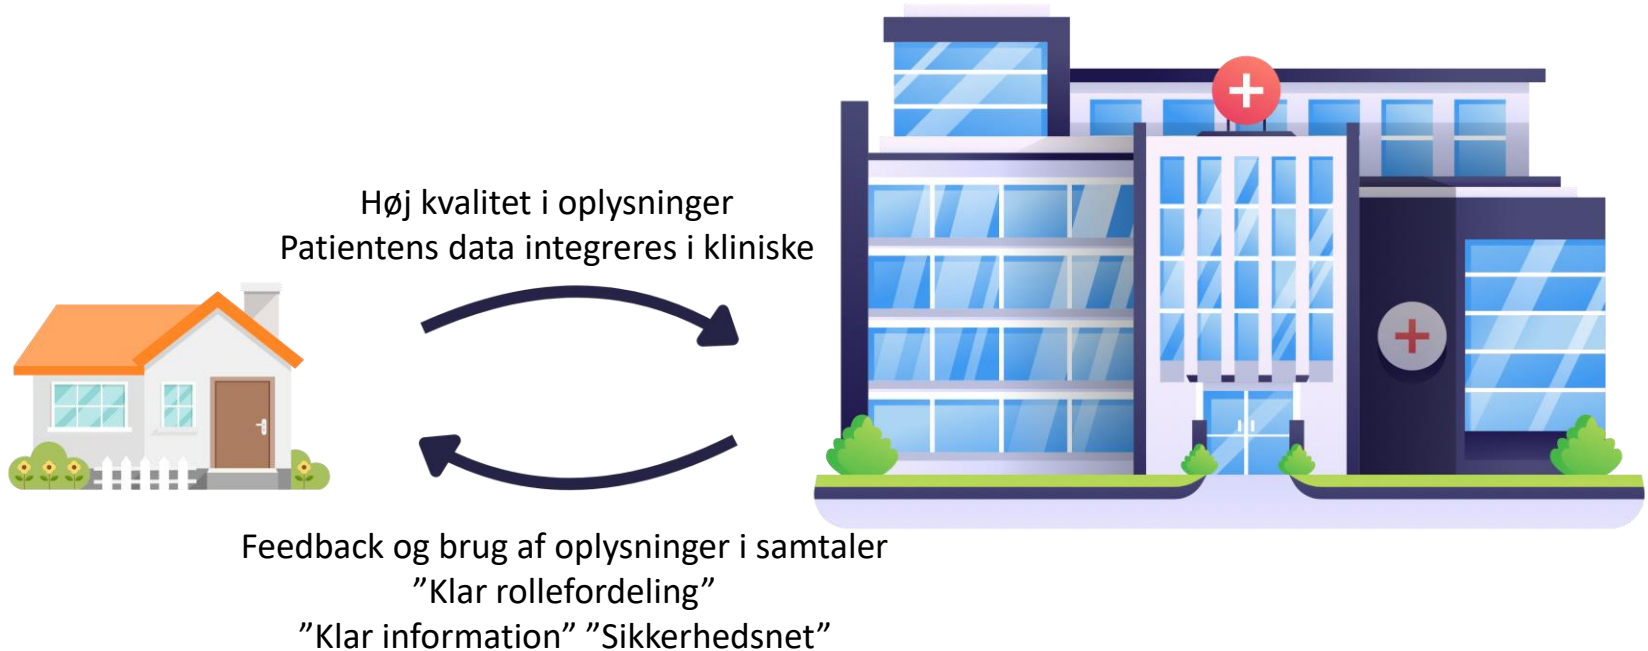 Høj kvalitet i oplysninger
Patientens data integreres i kliniske
Feedback og brug af oplysninger i samtaler
”Klar rollefordeling”
”Klar information” ”Sikkerhedsnet”